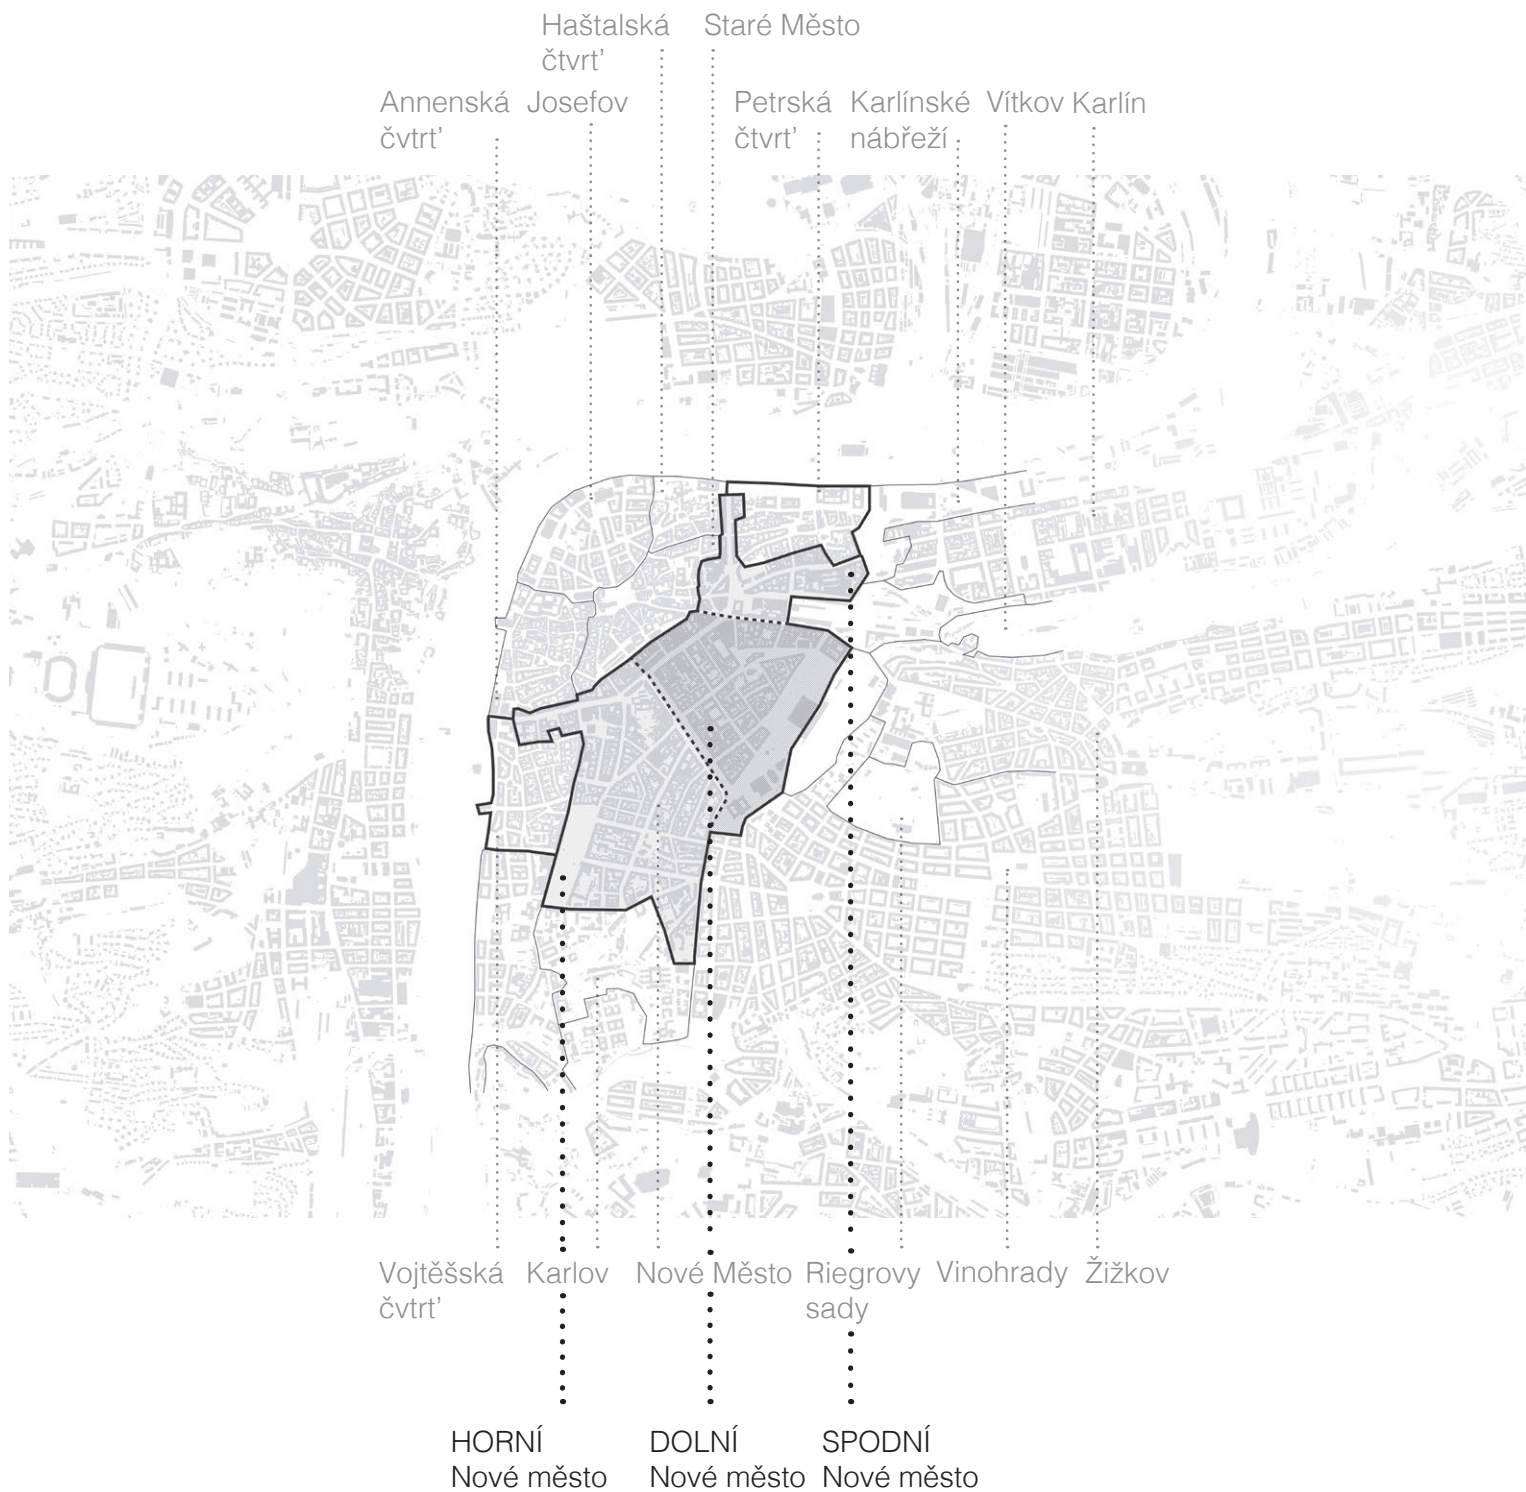 Haštalská
čtvrt’
Staré Město
Annenská
čvtrt’
Josefov
Petrská
čtvrt’
Karlínské
nábřeží
Vítkov
Karlín
Vojtěšská
čvtrt’
Karlov
Nové Město
Riegrovy
sady
Vinohrady
Žižkov
HORNÍ
Nové město
DOLNÍ
Nové město
SPODNÍ
Nové město